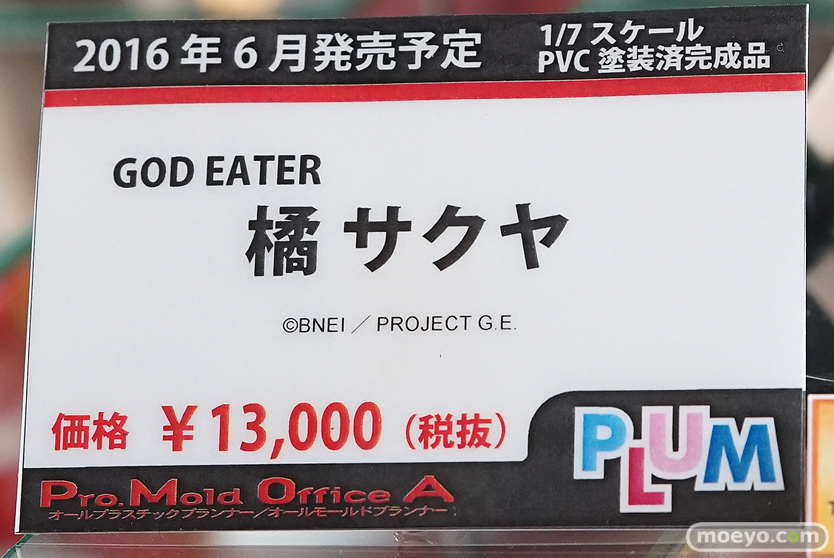 2016年6月発売予定
1/7 スケール
PVC 塗装済完成品
GOD EATER
橘 サクヤ
©BNEI／PROJECT G.E.
価格 ￥13,000（税抜）
PLUM
Pro.Mold Office A
オールプラスチックプランナー／オールモールドプランナー
moeyo.com